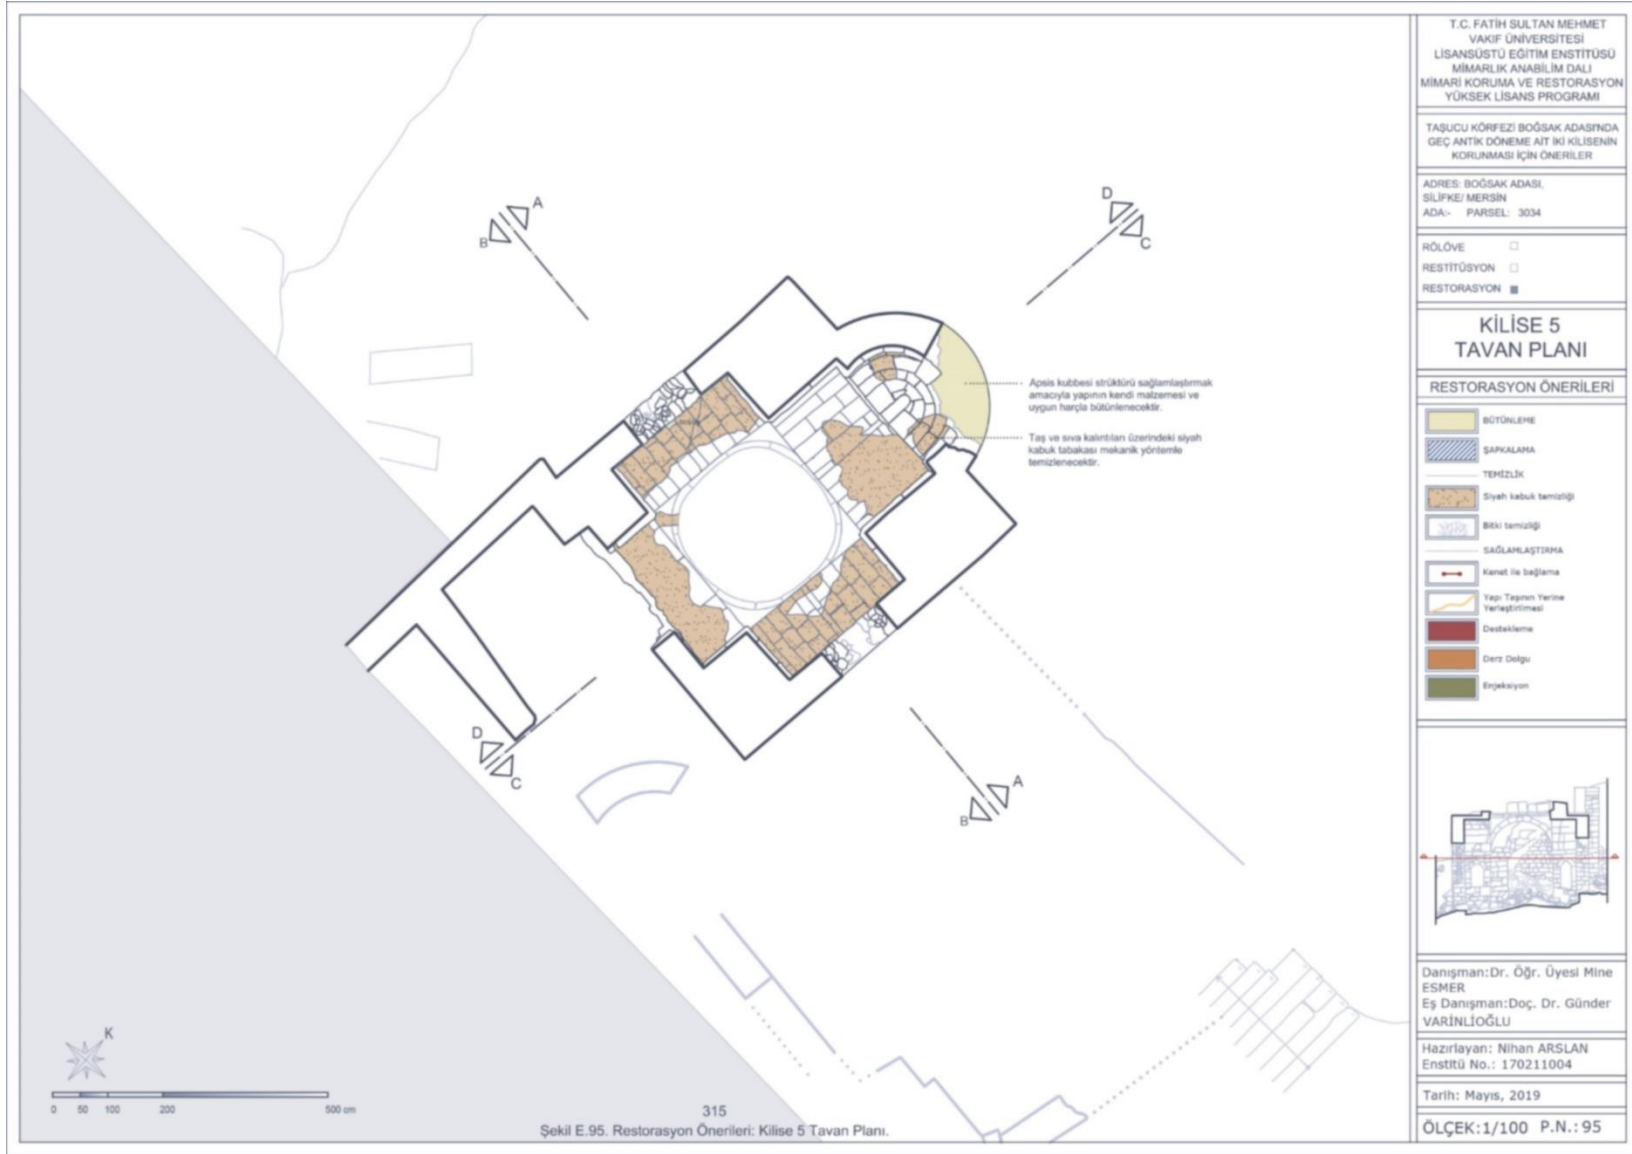 T.C. FATİH SULTAN MEHMET
VAKIF ÜNİVERSİTESİ
LİSANSÜSTÜ EĞİTİM ENSTİTÜSÜ
MİMARLIK ANABİLİM DALI
MİMARİ KORUMA VE RESTORASYON
YÜKSEK LİSANS PROGRAMI
TAŞUCU KÖRFEZİ BOĞSAK ADASI'NDA
GEÇ ANTİK DÖNEME AİT İKİ KİLİSENİN
KORUNMASI İÇİN ÖNERİLER
ADRES: BOĞSAK ADASI,
SİLİFKE/ MERSİN
ADA:- PARSEL: 3034
RÖLÖVE
RESTİTÜSYON
RESTORASYON
KİLİSE 5
TAVAN PLANI
RESTORASYON ÖNERİLERİ
BÜTÜNLEME
ŞAPKALAMA
TEMİZLİK
Siyah kabuk temizliği
Bitki temizliği
SAĞLAMLAŞTIRMA
Kenet ile bağlama
Yapı Taşının Yerine
Yerleştirilmesi
Destekleme
Derz Dolgu
Enjeksiyon
Danışman:Dr. Öğr. Üyesi Mine
ESMER
Eş Danışman:Doç. Dr. Günder
VARİNLİOĞLU
Hazırlayan: Nihan ARSLAN
Enstitü No.: 170211004
Tarih: Mayıs, 2019
ÖLÇEK:1/100 P.N.: 95
A
B
D
C
Apsis kubbesi strüktürü sağlamlaştırmak
amacıyla yapının kendi malzemesi ve
uygun harçla bütünlenecektir.
Taş ve sıva kalıntıları üzerindeki siyah
kabuk tabakası mekanik yöntemle
temizlenecektir.
D
C
A
B
K
0 50 100 200 500 cm
315
Şekil E.95. Restorasyon Önerileri: Kilise 5 Tavan Planı.